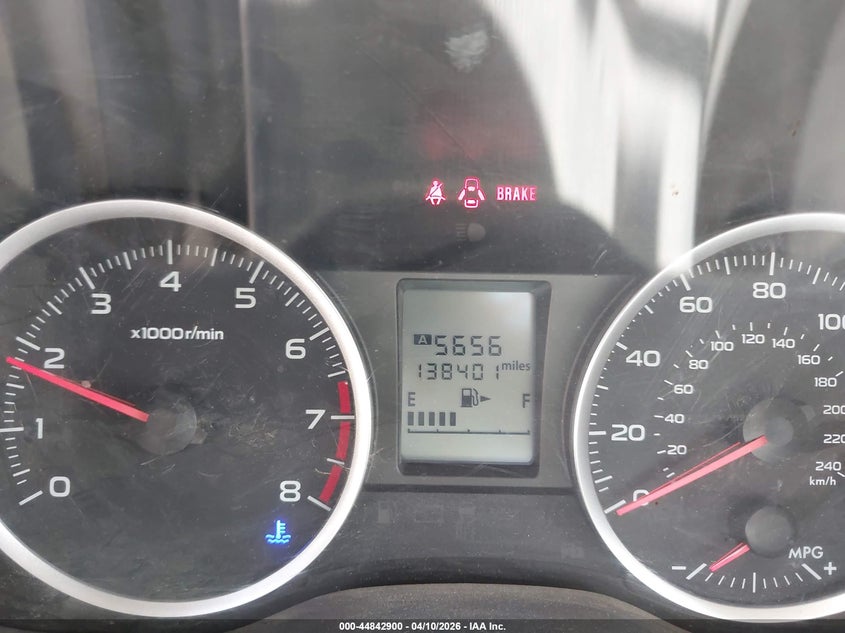 BRAKE
0 1 2 3 4 5 6 7 8
x1000r/min
A 5656
138401 miles
E F
0 20 40 60 80 100
20 40 60 80 100 120 140 160 180 200 220 240
km/h
MPG
- +
000-44842900 - 04/10/2026 - IAA Inc.